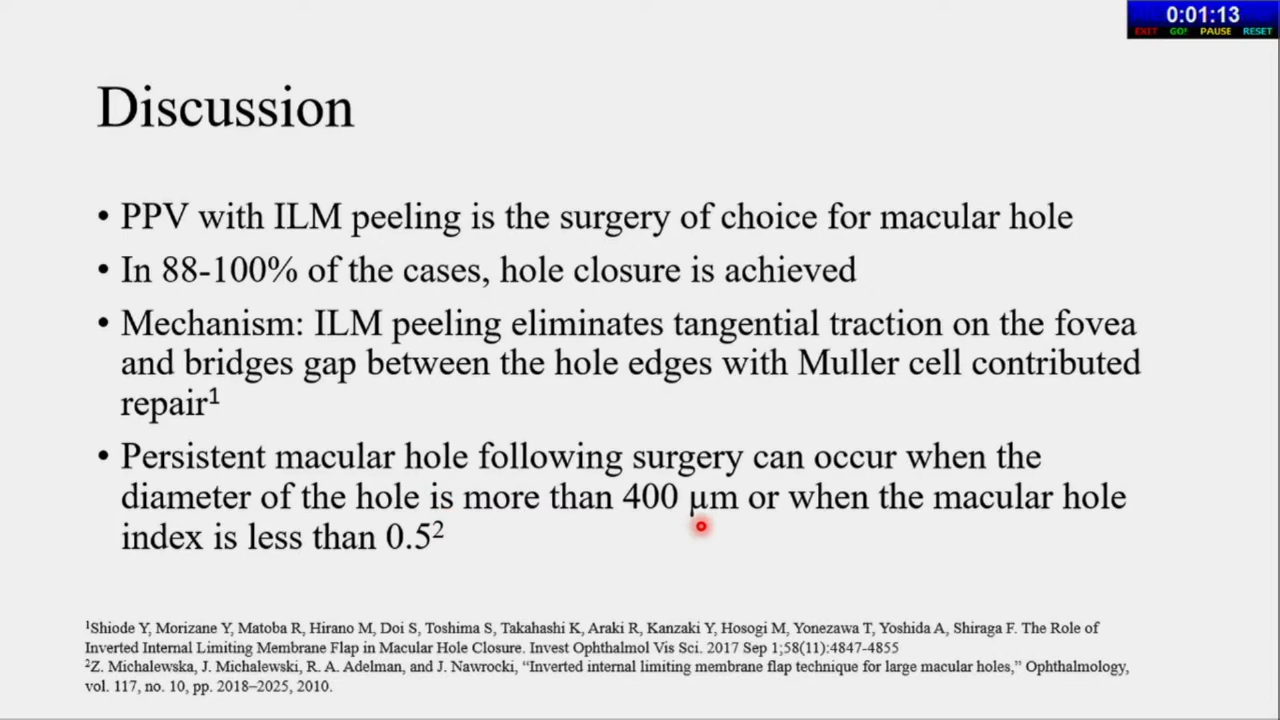 0:01:13
EXIT GO! PAUSE RESET
Discussion
• PPV with ILM peeling is the surgery of choice for macular hole
• In 88-100% of the cases, hole closure is achieved
• Mechanism: ILM peeling eliminates tangential traction on the fovea
and bridges gap between the hole edges with Muller cell contributed
repair¹
• Persistent macular hole following surgery can occur when the
diameter of the hole is more than 400 µm or when the macular hole
index is less than 0.5²
¹Shiode Y, Morizane Y, Matoba R, Hirano M, Doi S, Toshima S, Takahashi K, Araki R, Kanzaki Y, Hosogi M, Yonezawa T, Yoshida A, Shiraga F. The Role of
Inverted Internal Limiting Membrane Flap in Macular Hole Closure. Invest Ophthalmol Vis Sci. 2017 Sep 1;58(11):4847-4855
²Z. Michalewska, J. Michalewski, R. A. Adelman, and J. Nawrocki, “Inverted internal limiting membrane flap technique for large macular holes,” Ophthalmology,
vol. 117, no. 10, pp. 2018–2025, 2010.